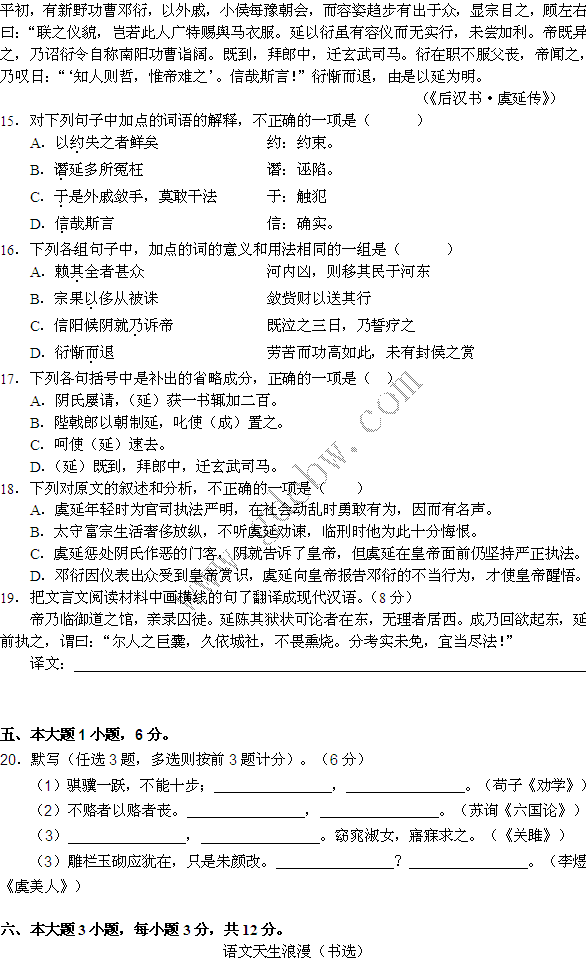 平初，有新野功曹邓衍，以外戚，小侯每豫朝会，而容姿趋步有出于众，显宗目之，顾左右
曰：“联之仪貌，岂若此人广特赐舆马衣服。延以衍虽有容仪而无实行，未尝加利。帝既异
之，乃诏衍令自称南阳功曹诣阔。既到，拜郎中，迁玄武司马。衍在职不服父丧，帝闻之，
乃叹日：“‘知人则哲，惟帝难之’。信哉斯言!”衍惭而退，由是以延为明。
（《后汉书·虞延传》）
15．对下列句子中加点的词语的解释，不正确的一项是（ ）
A．以约失之者鲜矣 约：约束。
B．谮延多所冤枉 谮：诬陷。
C．于是外戚敛手，莫敢干法 于：触犯
D．信哉斯言 信：确实。
16．下列各组句子中，加点的词的意义和用法相同的一组是（ ）
A．赖其全者甚众 河内凶，则移其民于河东
B．宗果以侈从被诛 敛赀财以送其行
C．信阳候阴就乃诉帝 既泣之三日，乃誓疗之
D．衍惭而退 劳苦而功高如此，未有封侯之赏
17．下列各句括号中是补出的省略成分，正确的一项是（ ）
A．阴氏屡请，（延）获一书辄加二百。
B．陛戟郎以朝制延，叱使（成）置之。
C．呵使（延）速去。
D．（延）既到，拜郎中，迁玄武司马。
18．下列对原文的叙述和分析，不正确的一项是（ ）
A．虞延年轻时为官司执法严明，在社会动乱时勇敢有为，因而有名声。
B．太守富宗生活奢侈放纵，不听虞延劝谏，临刑时他为此十分悔恨。
C．虞延惩处阴氏作恶的门客，阴就告诉了皇帝，但虞延在皇帝面前仍坚持严正执法。
D．邓衍因仪表出众受到皇帝赏识，虞延向皇帝报告邓衍的不当行为，才使皇帝醒悟。
19．把文言文阅读材料中画横线的句了翻译成现代汉语。（8分）
帝乃临御道之馆，亲录囚徒。延陈其狱状可论者在东，无理者居西。成乃回欲起东，延
前执之，谓曰：“尔人之巨囊，久依城社，不畏熏烧。分考实未免，宜当尽法!”
译文：
五、本大题1小题，6分。
20．默写（任选3题，多选则按前3题计分）。（6分）
（1）骐骥一跃，不能十步；________，________。（荀子《劝学》）
（2）不赂者以赂者丧。________，________。（苏询《六国论》）
（3）________，________。窈窕淑女，寤寐求之。（《关雎》）
（3）雕栏玉砌应犹在，只是朱颜改。________？________。（李煜
《虞美人》）
六、本大题3小题，每小题3分，共12分。
语文天生浪漫（书选）